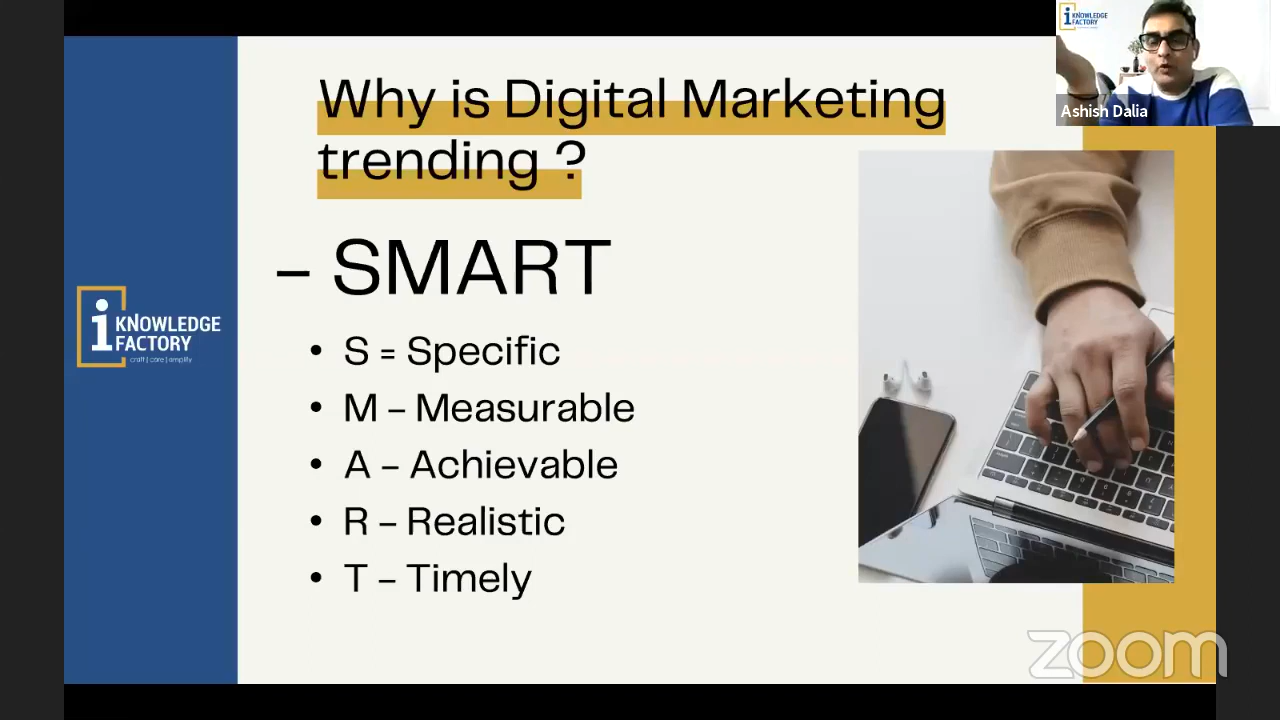 Why is Digital Marketing
trending ?
– SMART
• S = Specific
• M – Measurable
• A – Achievable
• R – Realistic
• T – Timely
i KNOWLEDGE
FACTORY
craft | care | amplify
i KNOWLEDGE
FACTORY
Ashish Dalia
zoom